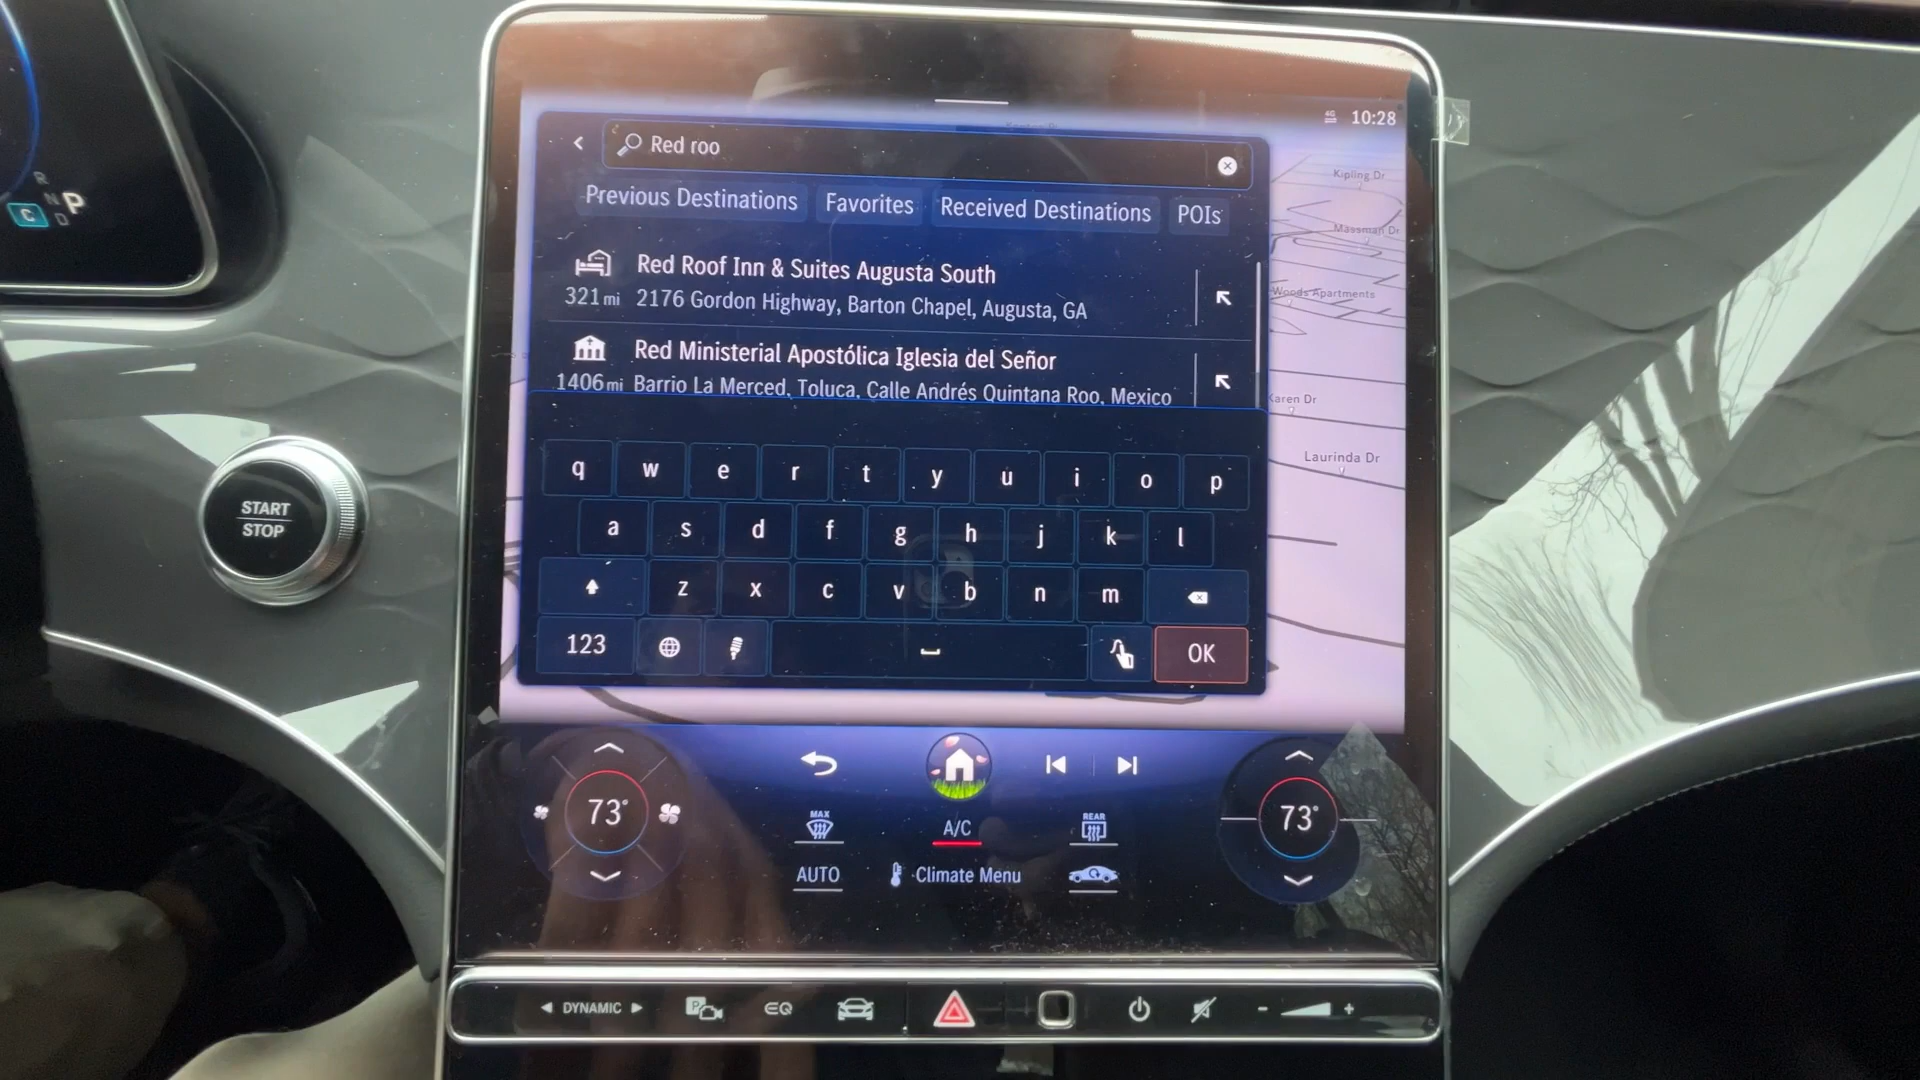 10:28
Red roo
Previous Destinations Favorites Received Destinations POIs
Red Roof Inn & Suites Augusta South
321 mi 2176 Gordon Highway, Barton Chapel, Augusta, GA
Red Ministerial Apostólica Iglesia del Señor
1406 mi Barrio La Merced, Toluca, Calle Andrés Quintana Roo, Mexico
Kipling Dr
Massman Dr
Woods Apartments
Karen Dr
Laurinda Dr
R
N P
C D
START
STOP
q w e r t y u i o p
a s d f g h j k l
z x c v b n m
123 OK
73° 73°
MAX A/C REAR
AUTO Climate Menu
DYNAMIC P EQ - +